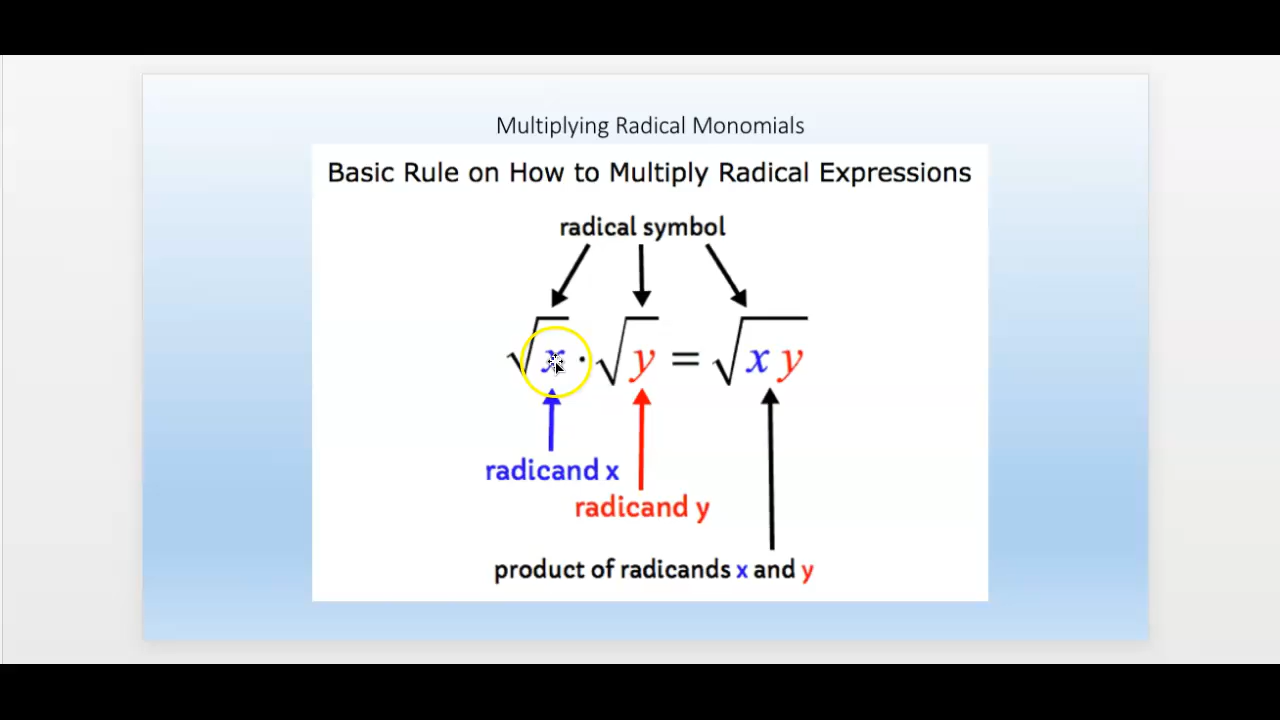 Multiplying Radical Monomials
Basic Rule on How to Multiply Radical Expressions
radical symbol
√x · √y = √xy
radicand x
radicand y
product of radicands x and y